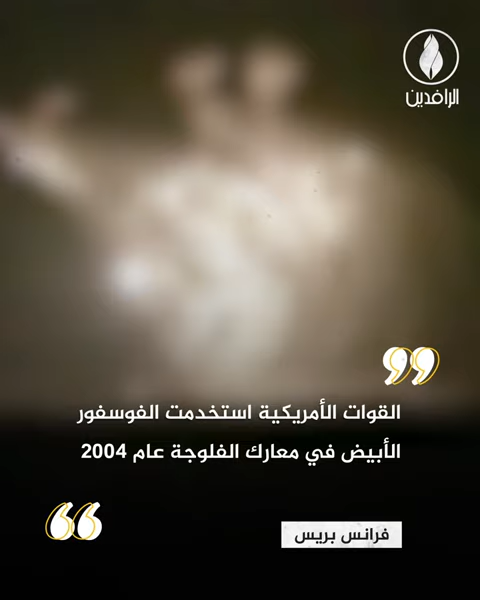 الرافدين
القوات الأمريكية استخدمت الفوسفور
الأبيض في معارك الفلوجة عام 2004
فرانس بريس